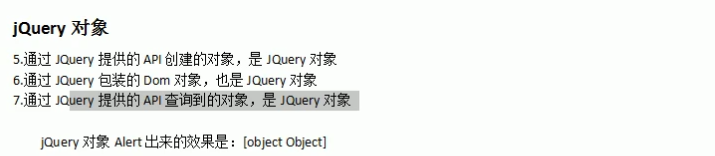 jQuery 对象
5.通过 JQuery 提供的 API 创建的对象，是 JQuery 对象
6.通过 JQuery 包装的 Dom 对象，也是 JQuery 对象
7.通过 JQuery 提供的 API 查询到的对象，是 JQuery 对象
jQuery 对象 Alert 出来的效果是：[object Object]